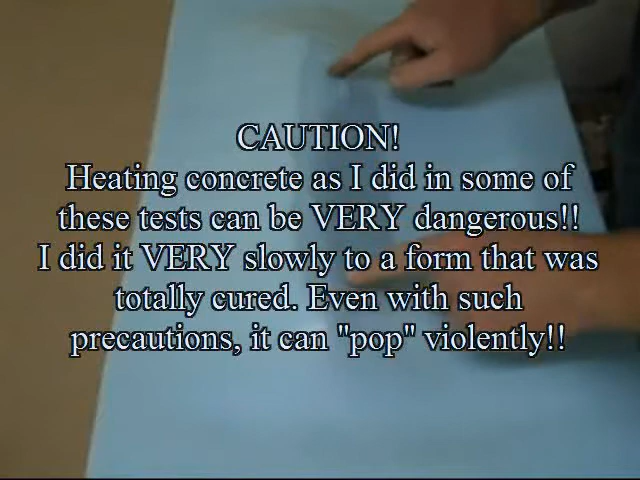 CAUTION!
Heating concrete as I did in some of
these tests can be VERY dangerous!!
I did it VERY slowly to a form that was
totally cured. Even with such
precautions, it can "pop" violently!!